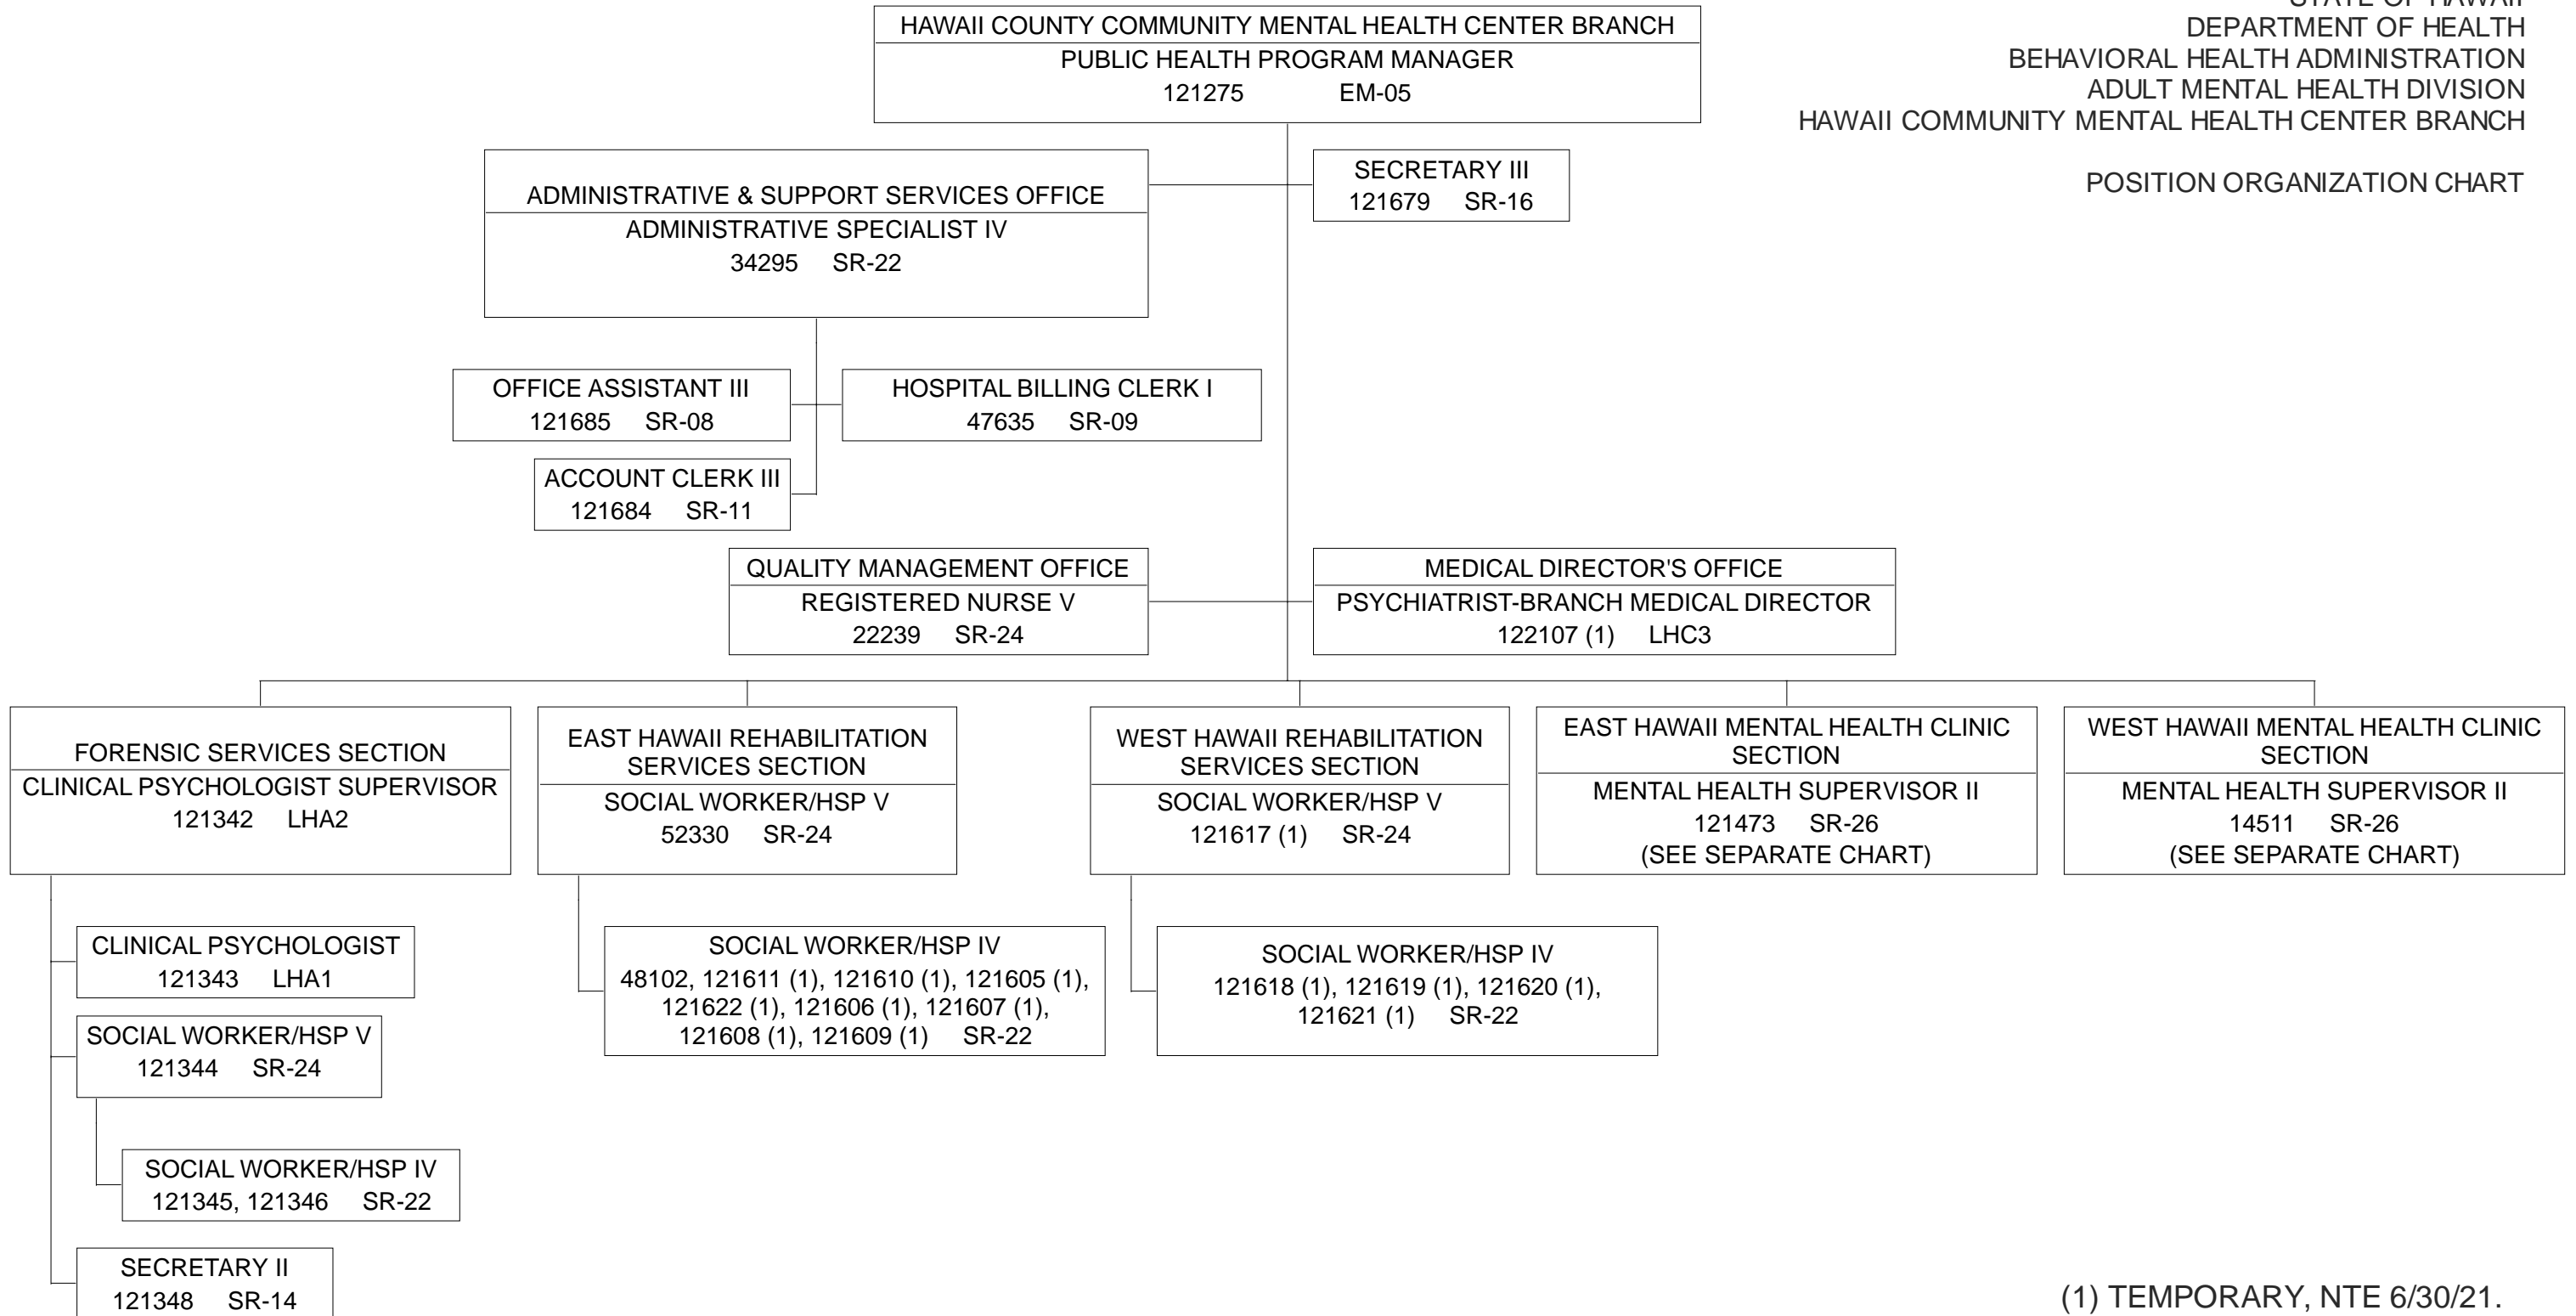 STATE OF HAWAII
DEPARTMENT OF HEALTH
BEHAVIORAL HEALTH ADMINISTRATION
ADULT MENTAL HEALTH DIVISION
HAWAII COMMUNITY MENTAL HEALTH CENTER BRANCH
POSITION ORGANIZATION CHART
HAWAII COUNTY COMMUNITY MENTAL HEALTH CENTER BRANCH
PUBLIC HEALTH PROGRAM MANAGER
121275 EM-05
ADMINISTRATIVE & SUPPORT SERVICES OFFICE
ADMINISTRATIVE SPECIALIST IV
34295 SR-22
SECRETARY III
121679 SR-16
OFFICE ASSISTANT III
121685 SR-08
HOSPITAL BILLING CLERK I
47635 SR-09
ACCOUNT CLERK III
121684 SR-11
QUALITY MANAGEMENT OFFICE
REGISTERED NURSE V
22239 SR-24
MEDICAL DIRECTOR'S OFFICE
PSYCHIATRIST-BRANCH MEDICAL DIRECTOR
122107 (1) LHC3
FORENSIC SERVICES SECTION
CLINICAL PSYCHOLOGIST SUPERVISOR
121342 LHA2
CLINICAL PSYCHOLOGIST
121343 LHA1
SOCIAL WORKER/HSP V
121344 SR-24
SOCIAL WORKER/HSP IV
121345, 121346 SR-22
SECRETARY II
121348 SR-14
EAST HAWAII REHABILITATION
SERVICES SECTION
SOCIAL WORKER/HSP V
52330 SR-24
SOCIAL WORKER/HSP IV
48102, 121611 (1), 121610 (1), 121605 (1),
121622 (1), 121606 (1), 121607 (1),
121608 (1), 121609 (1) SR-22
WEST HAWAII REHABILITATION
SERVICES SECTION
SOCIAL WORKER/HSP V
121617 (1) SR-24
SOCIAL WORKER/HSP IV
121618 (1), 121619 (1), 121620 (1),
121621 (1) SR-22
EAST HAWAII MENTAL HEALTH CLINIC
SECTION
MENTAL HEALTH SUPERVISOR II
121473 SR-26
(SEE SEPARATE CHART)
WEST HAWAII MENTAL HEALTH CLINIC
SECTION
MENTAL HEALTH SUPERVISOR II
14511 SR-26
(SEE SEPARATE CHART)
(1) TEMPORARY, NTE 6/30/21.